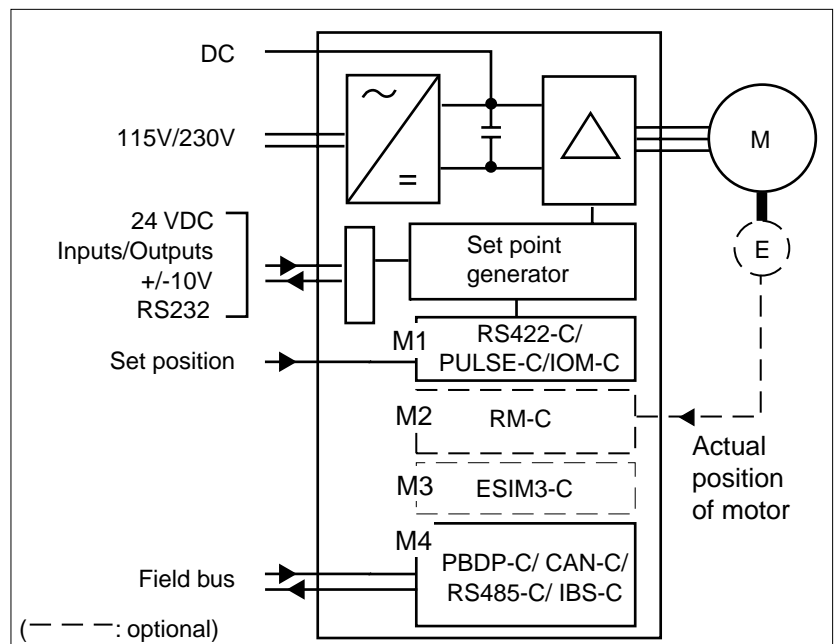 DC
115V/230V
24 VDC
Inputs/Outputs
+/-10V
RS232
Set position
Field bus
(— — —: optional)
~
=
M
E
Set point
generator
M1
RS422-C/
PULSE-C/IOM-C
M2
RM-C
M3
ESIM3-C
M4
PBDP-C/ CAN-C/
RS485-C/ IBS-C
Actual
position
of motor